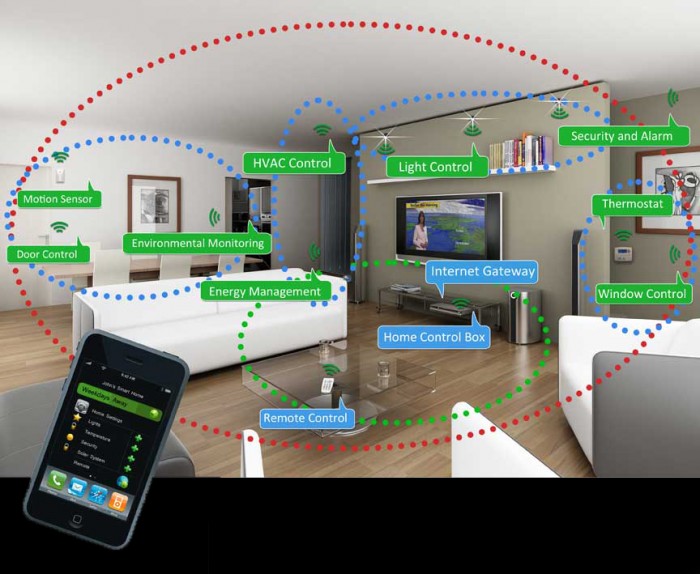 Security and Alarm
HVAC Control
Light Control
Motion Sensor
Thermostat
Door Control
Environmental Monitoring
Internet Gateway
Energy Management
Window Control
Home Control Box
Remote Control
John's Smart Home
Weekdays Away
Home Settings
Lights
Temperature
Security
Solar System
Remote